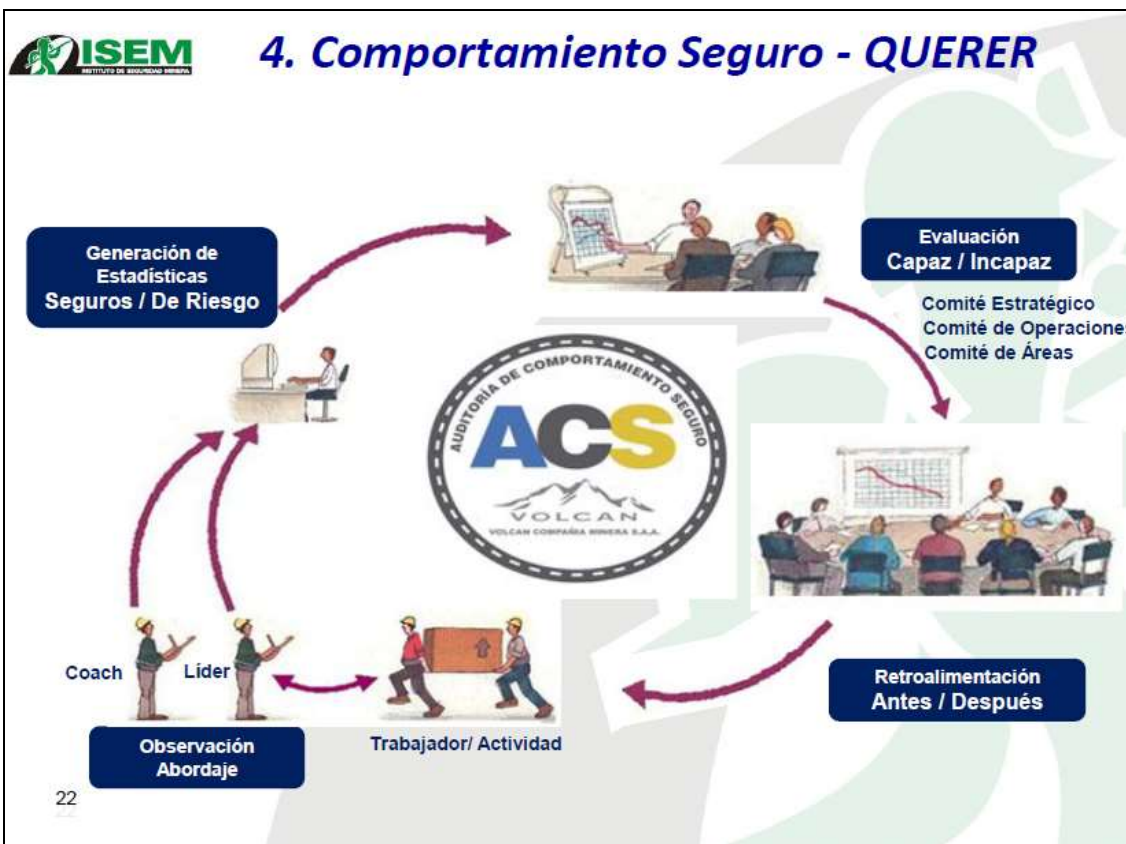 ISEM
INSTITUTO DE SEGURIDAD MINERA
4. Comportamiento Seguro - QUERER
Generación de
Estadísticas
Seguros / De Riesgo
Evaluación
Capaz / Incapaz
Comité Estratégico
Comité de Operaciones
Comité de Áreas
AUDITORÍA DE COMPORTAMIENTO SEGURO
ACS
VOLCAN
VOLCAN COMPAÑIA MINERA S.A.A.
Coach
Líder
Trabajador/ Actividad
Observación
Abordaje
Retroalimentación
Antes / Después
22